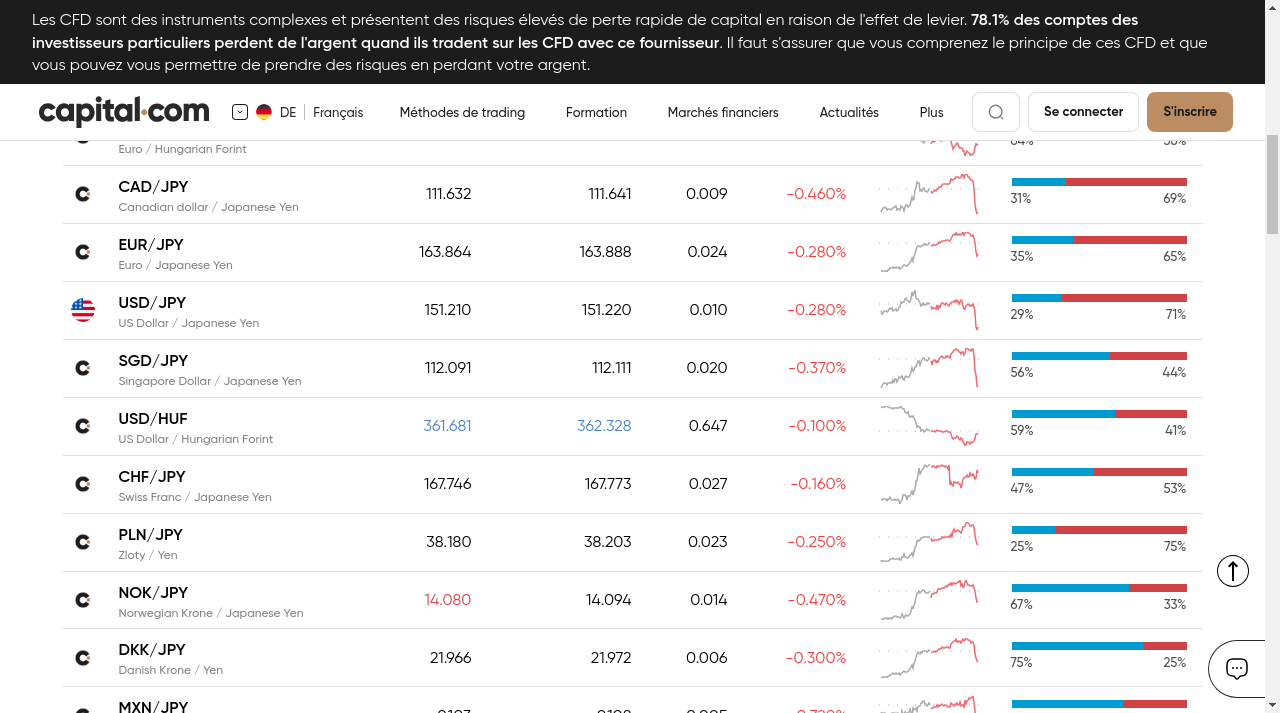 Les CFD sont des instruments complexes et présentent des risques élevés de perte rapide de capital en raison de l'effet de levier. 78.1% des comptes des
investisseurs particuliers perdent de l'argent quand ils tradent sur les CFD avec ce fournisseur. Il faut s'assurer que vous comprenez le principe de ces CFD et que
vous pouvez vous permettre de prendre des risques en perdant votre argent.
capital.com DE Français Méthodes de trading Formation Marchés financiers Actualités Plus Se connecter S'inscrire
Euro / Hungarian Forint
CAD/JPY 111.632 111.641 0.009 -0.460%
Canadian dollar / Japanese Yen 31% 69%
EUR/JPY 163.864 163.888 0.024 -0.280%
Euro / Japanese Yen 35% 65%
USD/JPY 151.210 151.220 0.010 -0.280%
US Dollar / Japanese Yen 29% 71%
SGD/JPY 112.091 112.111 0.020 -0.370%
Singapore Dollar / Japanese Yen 56% 44%
USD/HUF 361.681 362.328 0.647 -0.100%
US Dollar / Hungarian Forint 59% 41%
CHF/JPY 167.746 167.773 0.027 -0.160%
Swiss Franc / Japanese Yen 47% 53%
PLN/JPY 38.180 38.203 0.023 -0.250%
Zloty / Yen 25% 75%
NOK/JPY 14.080 14.094 0.014 -0.470%
Norwegian Krone / Japanese Yen 67% 33%
DKK/JPY 21.966 21.972 0.006 -0.300%
Danish Krone / Yen 75% 25%
MXN/JPY